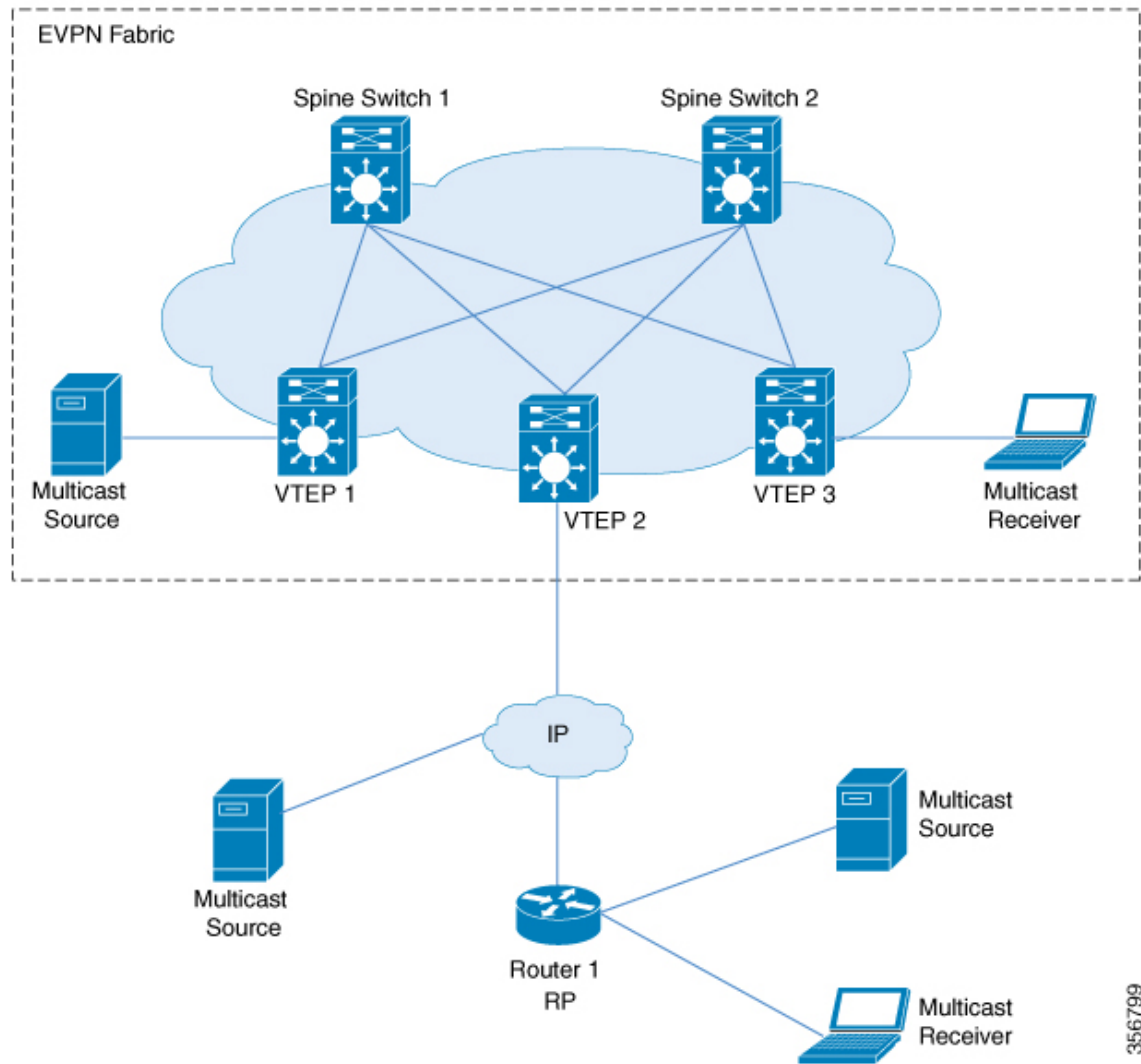 EVPN Fabric
Spine Switch 1
Spine Switch 2
Multicast
Source
VTEP 1
VTEP 2
VTEP 3
Multicast
Receiver
IP
Multicast
Source
Multicast
Source
Router 1
RP
Multicast
Receiver
356799